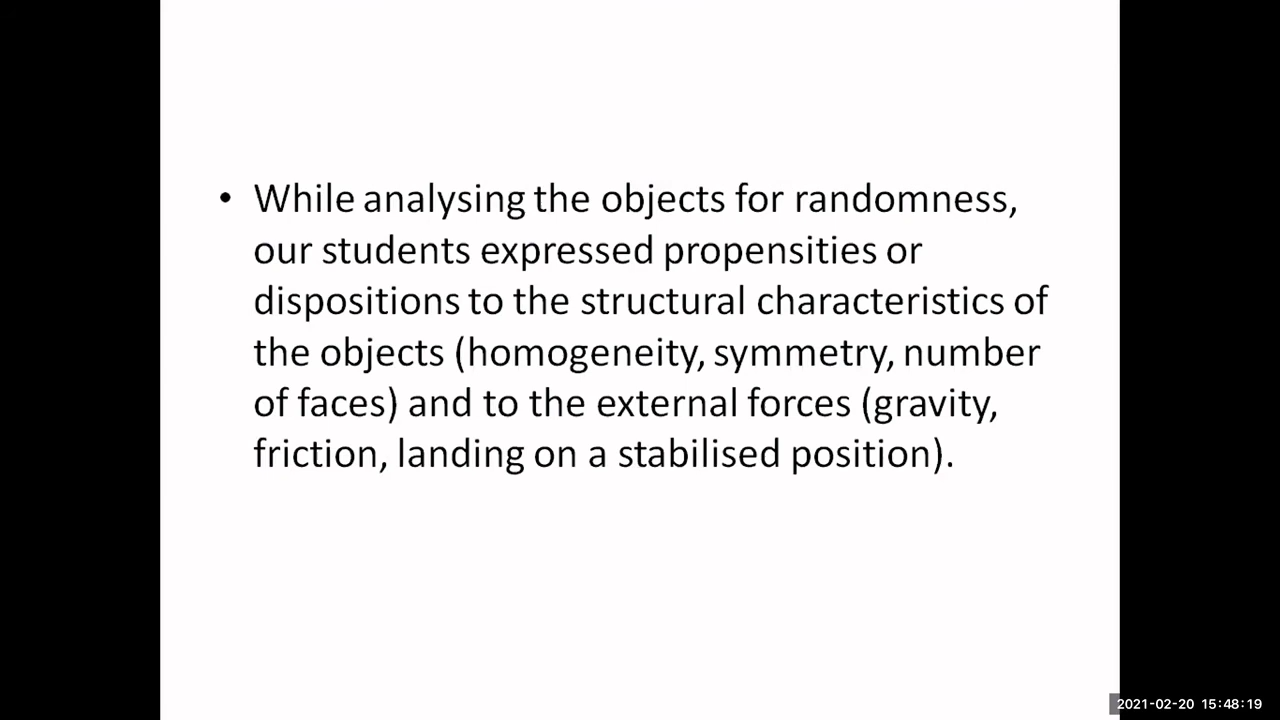 • While analysing the objects for randomness,
our students expressed propensities or
dispositions to the structural characteristics of
the objects (homogeneity, symmetry, number
of faces) and to the external forces (gravity,
friction, landing on a stabilised position).
2021-02-20 15:48:19